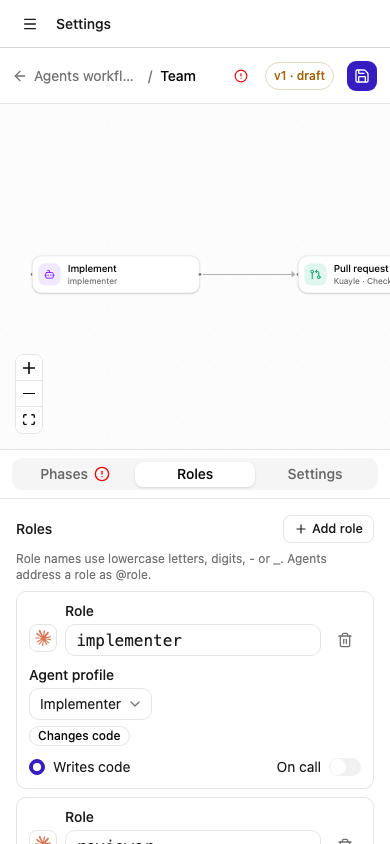 Settings
Agents workfl... / Team
v1 · draft
Implement
implementer
Pull request
Kuayle · Check
Phases
Roles
Settings
Roles
Add role
Role names use lowercase letters, digits, - or _. Agents
address a role as @role.
Role
implementer
Agent profile
Implementer
Changes code
Writes code
On call
Role